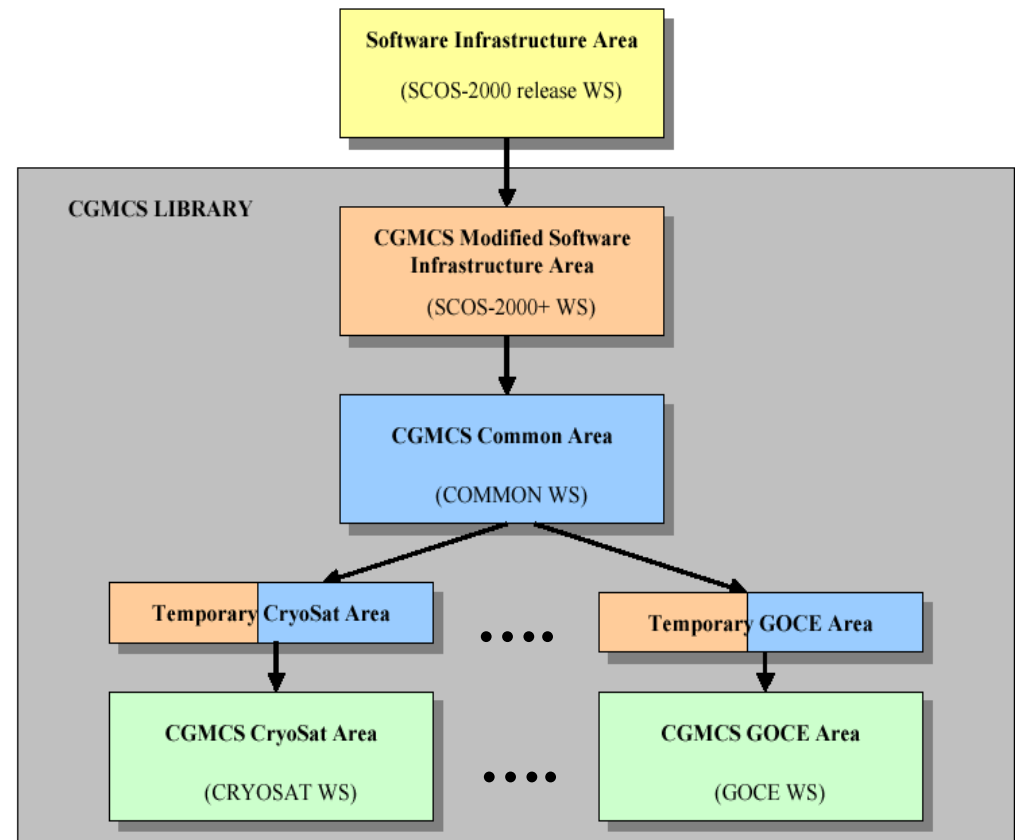 Software Infrastructure Area
(SCOS-2000 release WS)
CGMCS LIBRARY
CGMCS Modified Software
Infrastructure Area
(SCOS-2000+ WS)
CGMCS Common Area
(COMMON WS)
Temporary CryoSat Area
Temporary GOCE Area
CGMCS CryoSat Area
(CRYOSAT WS)
CGMCS GOCE Area
(GOCE WS)